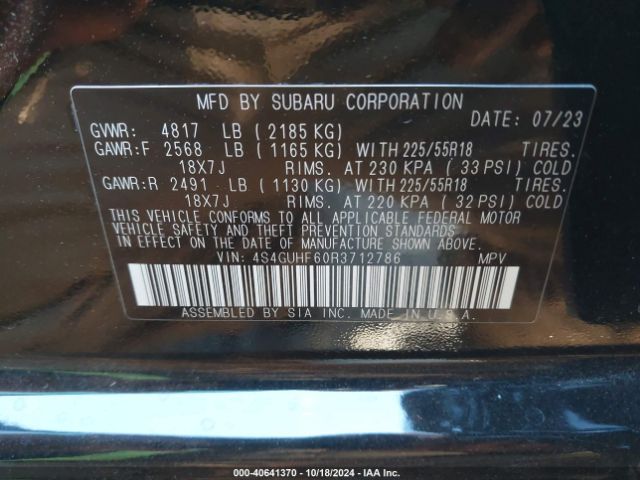 MFD BY SUBARU CORPORATION
DATE: 07/23
GVWR: 4817 LB (2185 KG)
GAWR:F 2568 LB (1165 KG) WITH 225/55R18 TIRES.
18X7J RIMS. AT 230 KPA (33 PSI) COLD
GAWR:R 2491 LB (1130 KG) WITH 225/55R18 TIRES.
18X7J RIMS. AT 220 KPA (32 PSI) COLD
THIS VEHICLE CONFORMS TO ALL APPLICABLE FEDERAL MOTOR
VEHICLE SAFETY AND THEFT PREVENTION STANDARDS
IN EFFECT ON THE DATE OF MANUFACTURE SHOWN ABOVE.
VIN: 4S4GUHF60R3712786 MPV
ASSEMBLED BY SIA INC. MADE IN U.S.A.
000-40641370 - 10/18/2024 - IAA Inc.